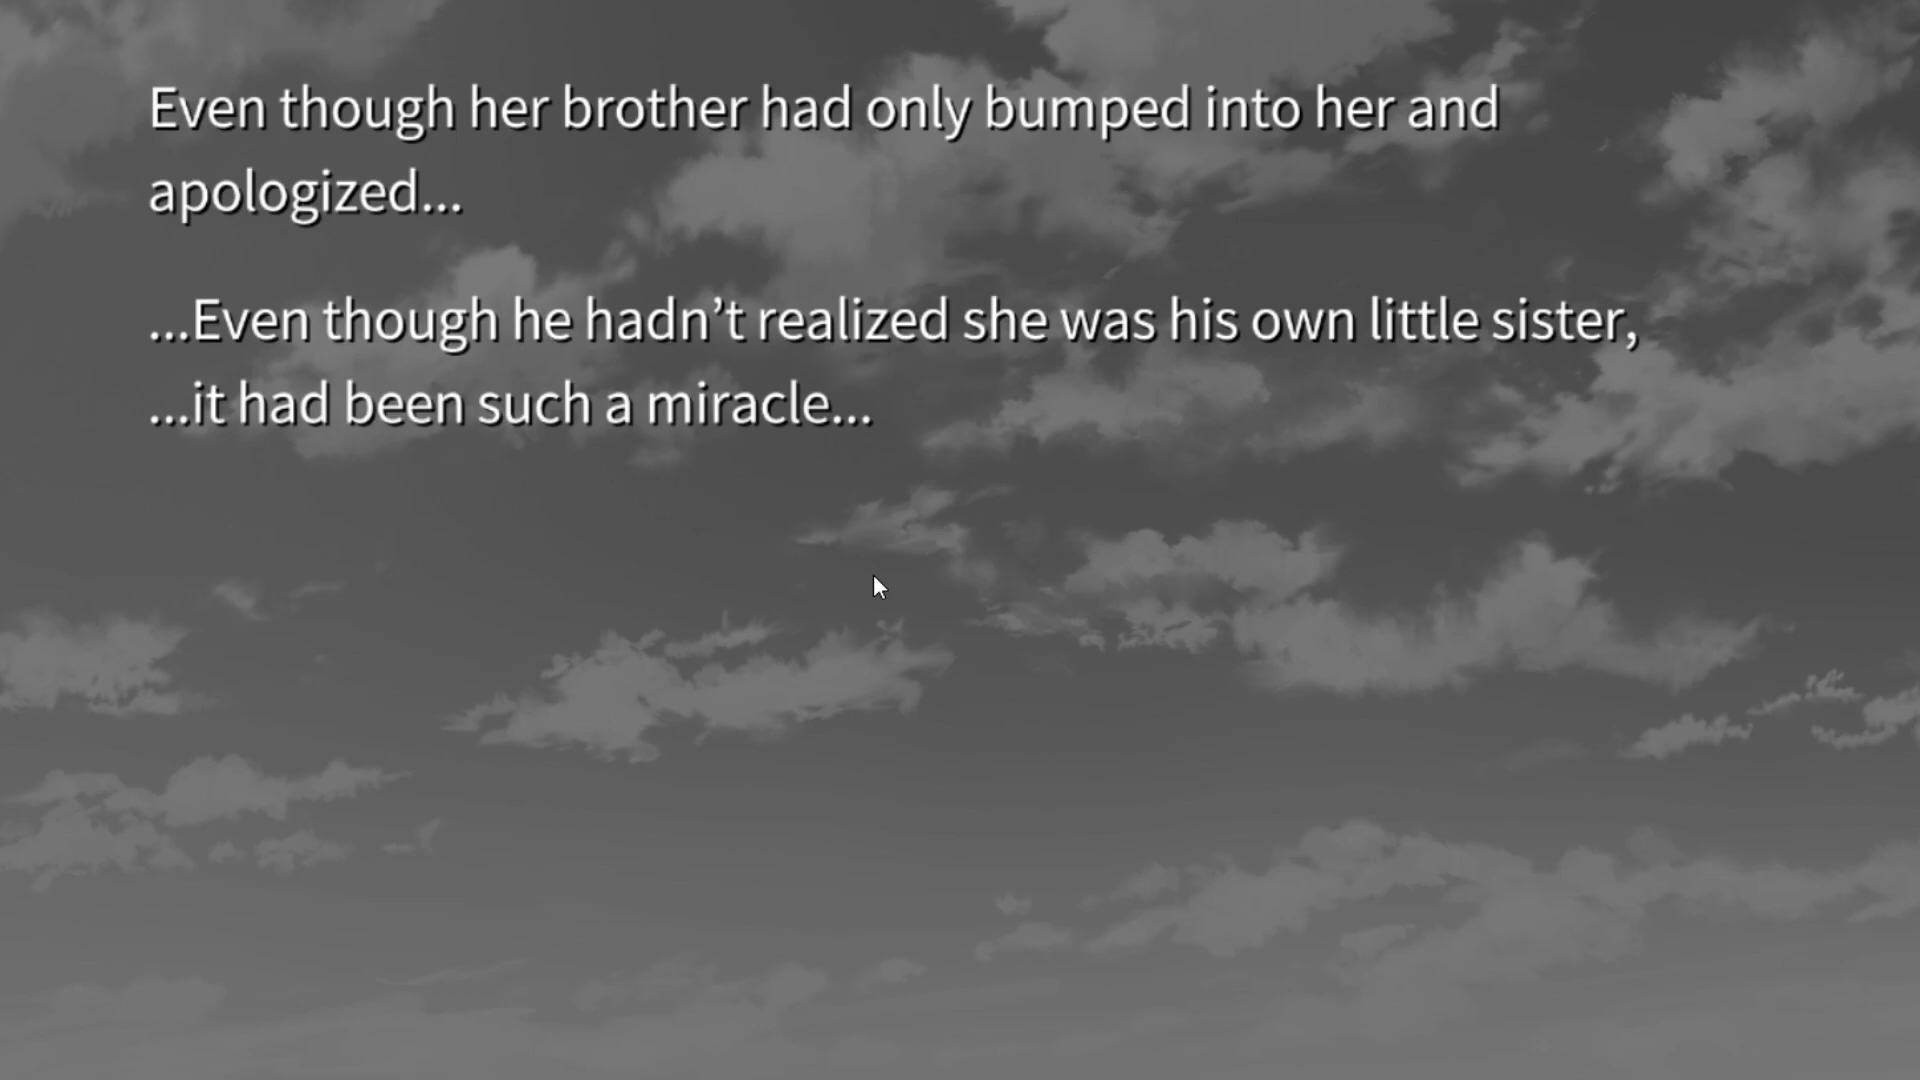 Even though her brother had only bumped into her and
apologized...
...Even though he hadn’t realized she was his own little sister,
...it had been such a miracle...